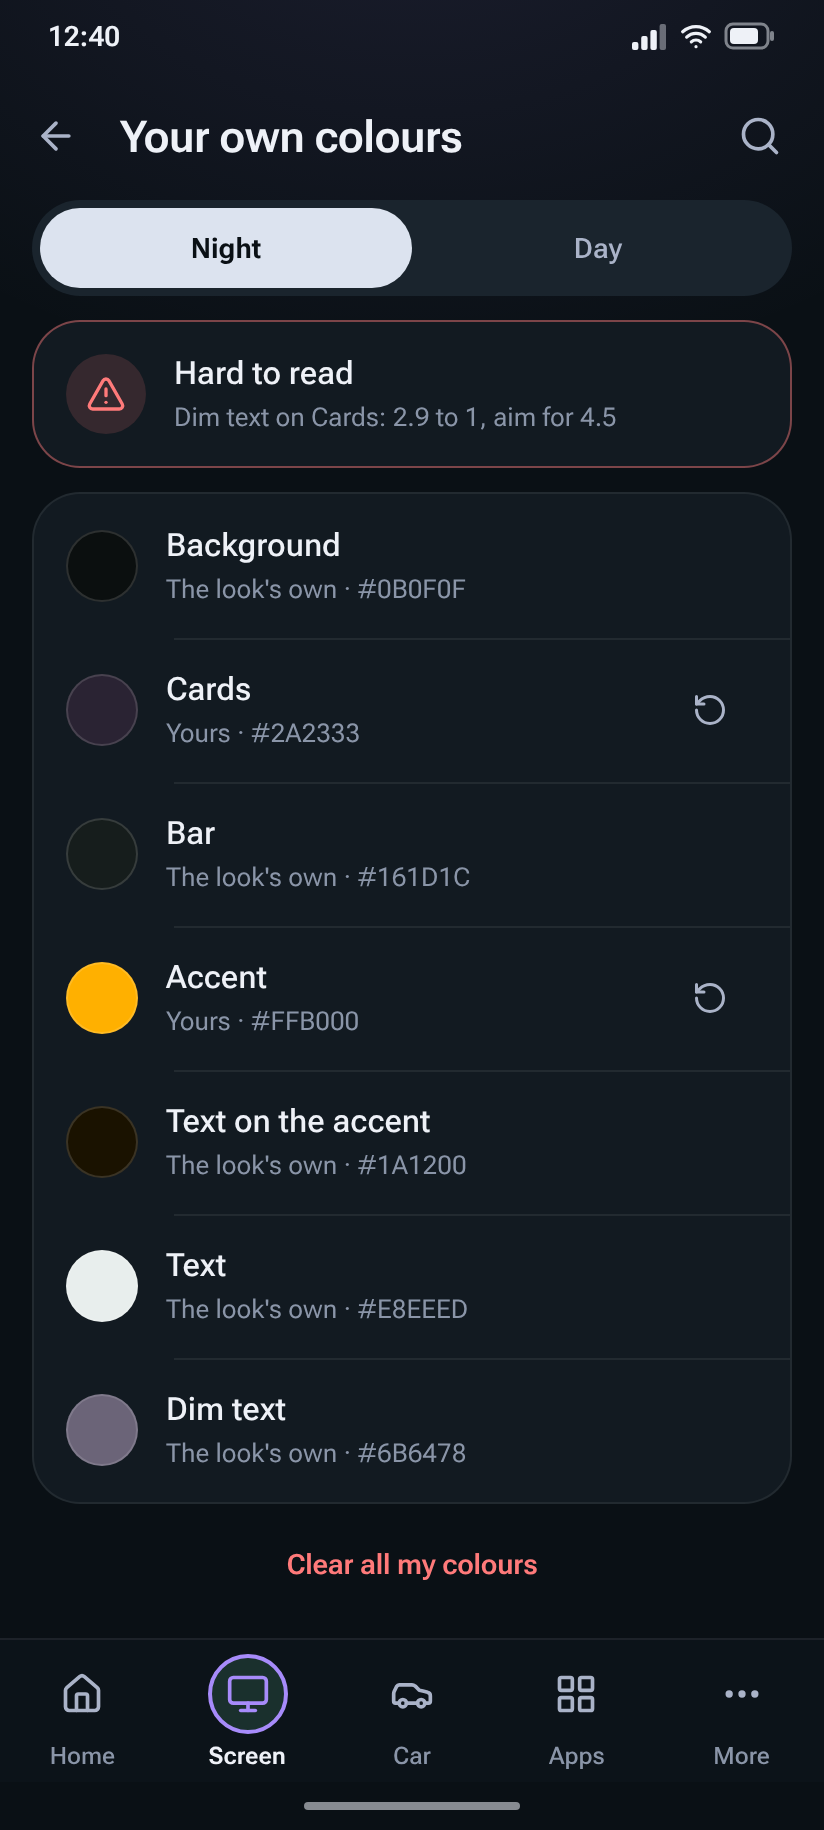 12:40
Your own colours
Night
Day
Hard to read
Dim text on Cards: 2.9 to 1, aim for 4.5
Background
The look's own · #0B0F0F
Cards
Yours · #2A2333
Bar
The look's own · #161D1C
Accent
Yours · #FFB000
Text on the accent
The look's own · #1A1200
Text
The look's own · #E8EEED
Dim text
The look's own · #6B6478
Clear all my colours
Home
Screen
Car
Apps
More